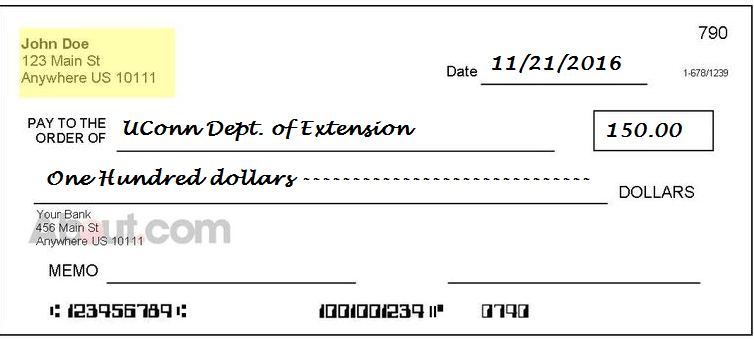 790
John Doe
123 Main St
Anywhere US 10111
Date 11/21/2016
1-678/1239
PAY TO THE
ORDER OF UConn Dept. of Extension 150.00
One Hundred dollars ----------------------------- DOLLARS
Your Bank
456 Main St
Anywhere US 10111
About.com
MEMO
⑆123956789⑆ 1001001239⑈ 0790